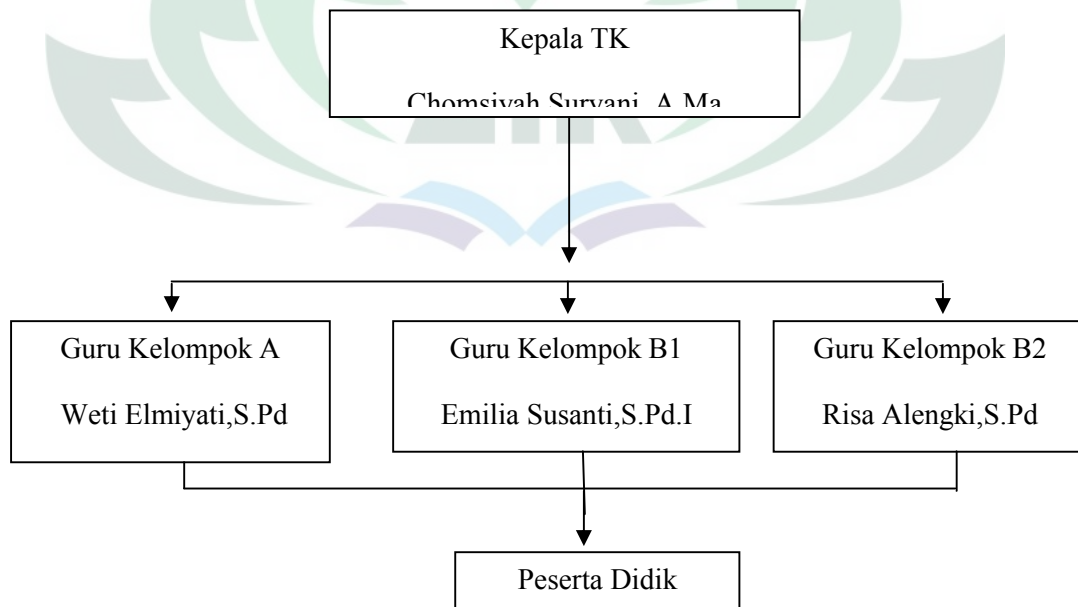 Kepala TK
Chomsiyah Suryani, A.Ma
Guru Kelompok A
Weti Elmiyati,S.Pd
Guru Kelompok B1
Emilia Susanti,S.Pd.I
Guru Kelompok B2
Risa Alengki,S.Pd
Peserta Didik